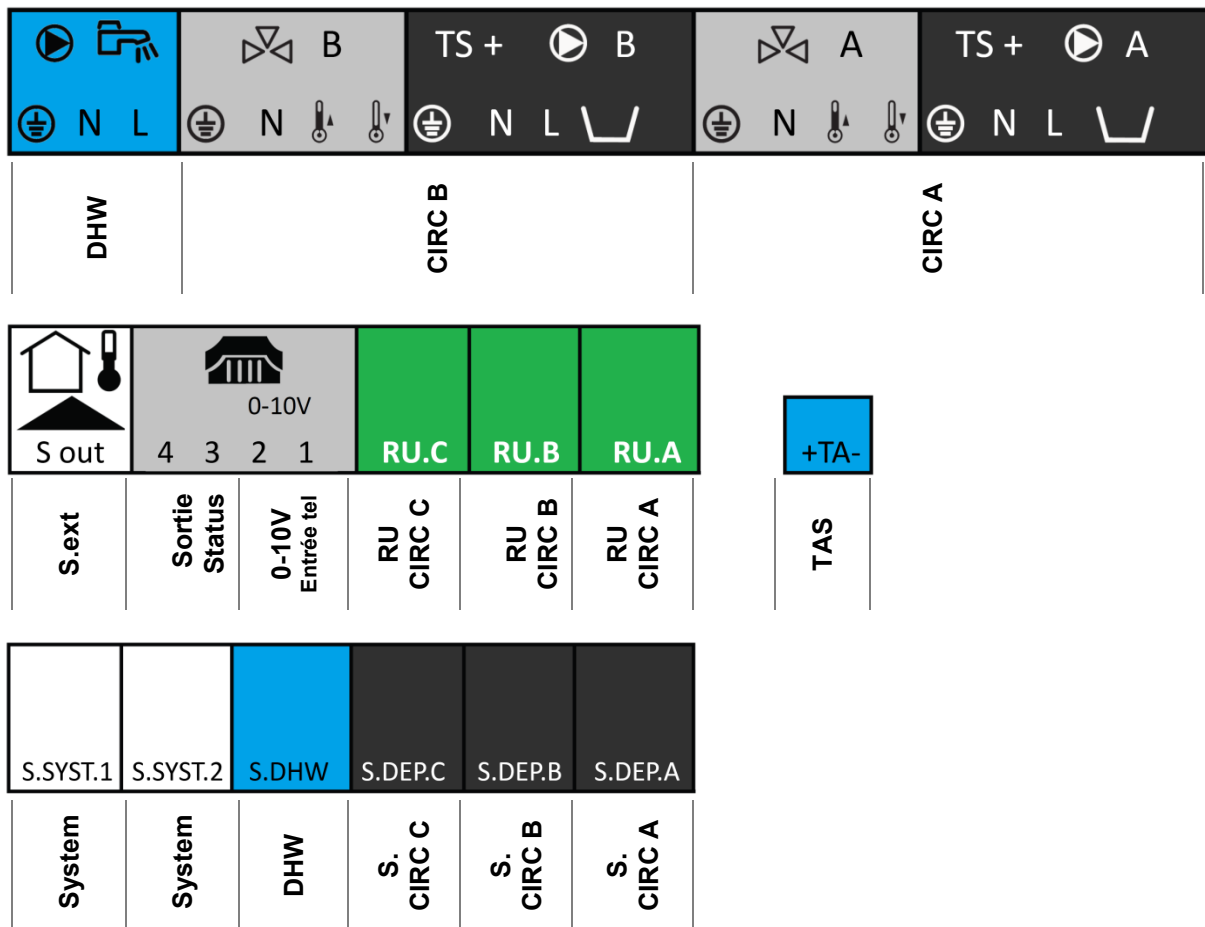 B TS + B A TS + A
N L N N L N N L
DHW CIRC B CIRC A
0-10V
S out 4 3 2 1 RU.C RU.B RU.A +TA-
S.ext
Sortie
Status
0-10V
Entrée tel
RU
CIRC C
RU
CIRC B
RU
CIRC A
TAS
S.SYST.1 S.SYST.2 S.DHW S.DEP.C S.DEP.B S.DEP.A
System
System
DHW
S.
CIRC C
S.
CIRC B
S.
CIRC A